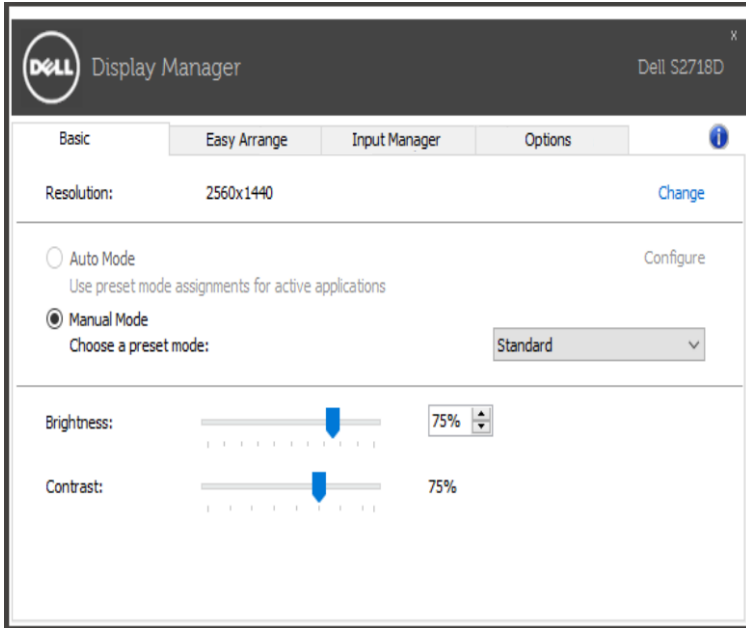 x
DELL Display Manager Dell S2718D
Basic Easy Arrange Input Manager Options i
Resolution: 2560x1440 Change
Auto Mode Configure
Use preset mode assignments for active applications
Manual Mode
Choose a preset mode: Standard
Brightness: 75%
Contrast: 75%